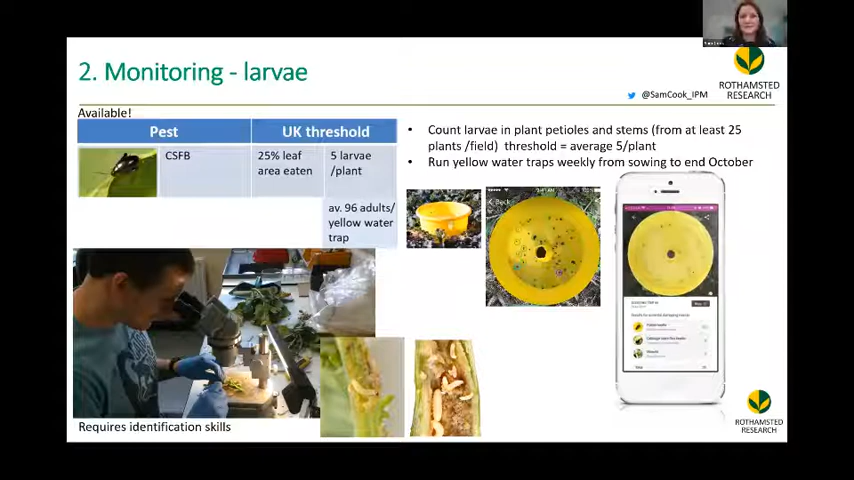 2. Monitoring - larvae
@SamCook_IPM
ROTHAMSTED
RESEARCH
Available!
Pest
UK threshold
CSFB
25% leaf
area eaten
5 larvae
/plant
av. 96 adults/
yellow water
trap
• Count larvae in plant petioles and stems (from at least 25
plants /field) threshold = average 5/plant
• Run yellow water traps weekly from sowing to end October
Back
Requires identification skills
ROTHAMSTED
RESEARCH